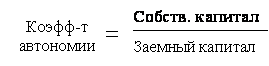 Коэфф-т
автономии
=
Собств. капитал
Заемный капитал